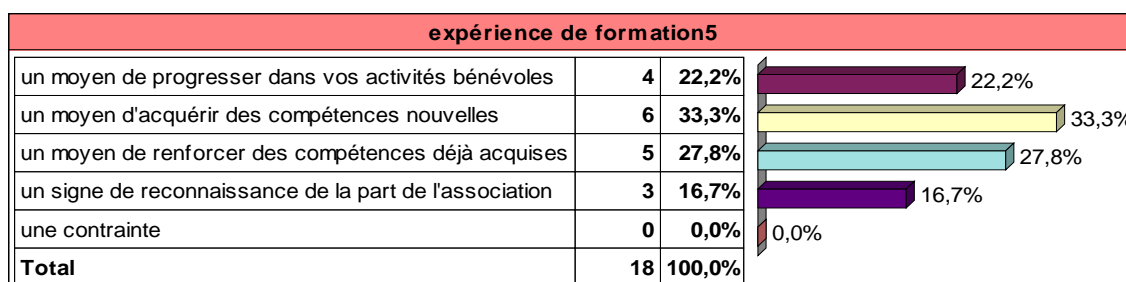 expérience de formation5
un moyen de progresser dans vos activités bénévoles 4 22,2% 22,2%
un moyen d'acquérir des compétences nouvelles 6 33,3% 33,3%
un moyen de renforcer des compétences déjà acquises 5 27,8% 27,8%
un signe de reconnaissance de la part de l'association 3 16,7% 16,7%
une contrainte 0 0,0% 0,0%
Total 18 100,0%